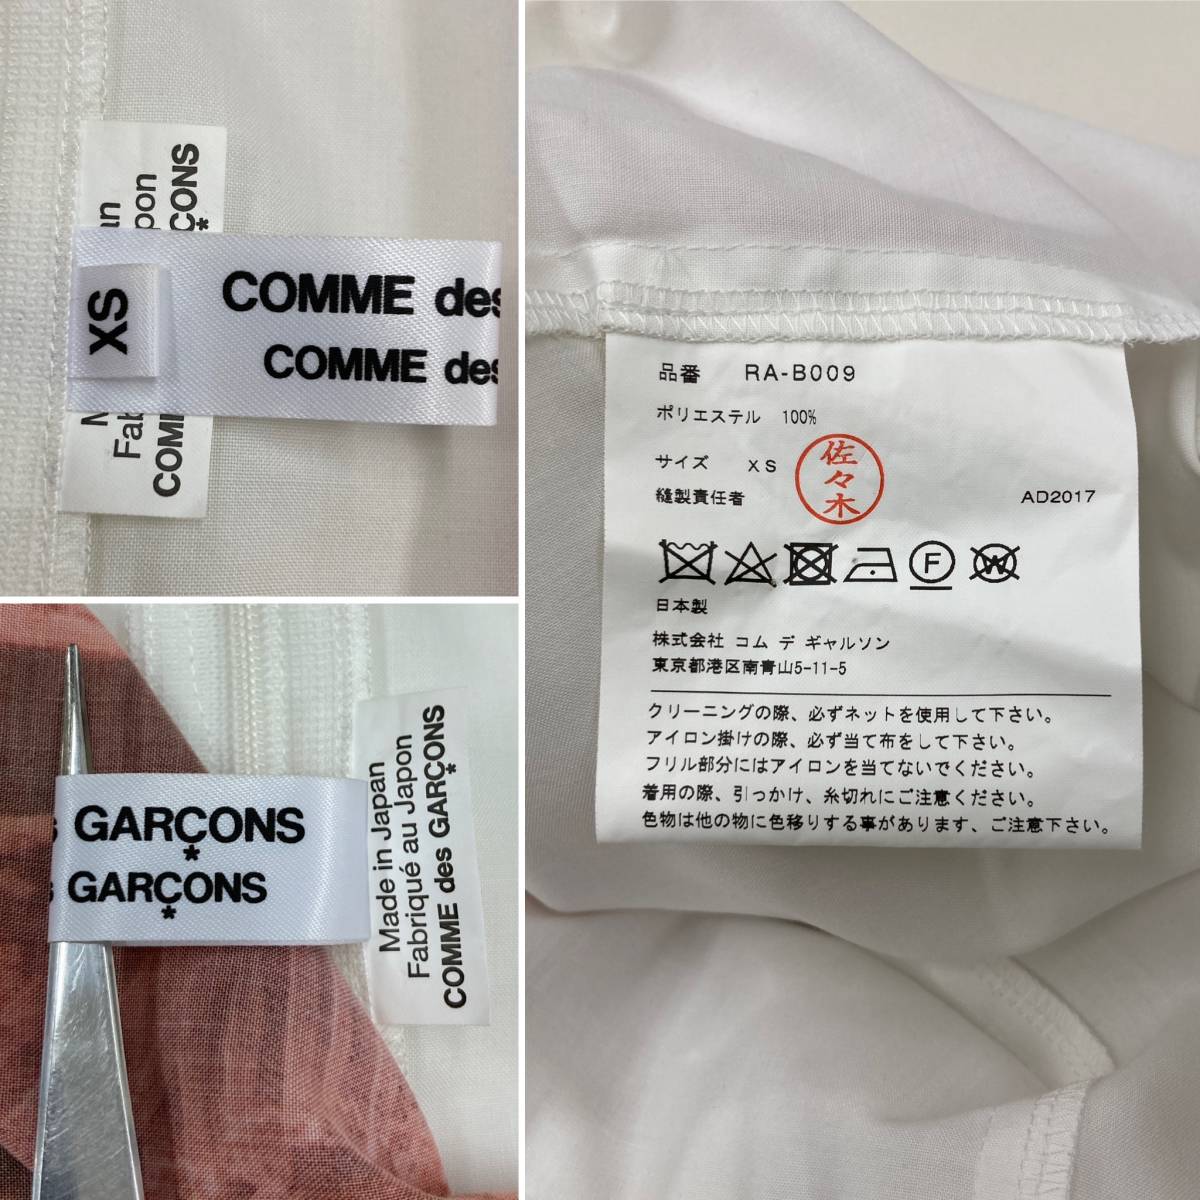 COMME des
COMME des
XS
品番 RA-B009
ポリエステル 100%
サイズ XS
縫製責任者
佐々木
AD2017
F
W
日本製
株式会社 コム デ ギャルソン
東京都港区南青山5-11-5
クリーニングの際、必ずネットを使用して下さい。
アイロン掛けの際、必ず当て布をして下さい。
フリル部分にはアイロンを当てないでください。
着用の際、引っかけ、糸切れにご注意ください。
色物は他の物に色移りする事があります、ご注意下さい。
GARÇONS
*
GARÇONS
*
Made in Japan
Fabriqué au Japon
COMME des GARÇONS
*